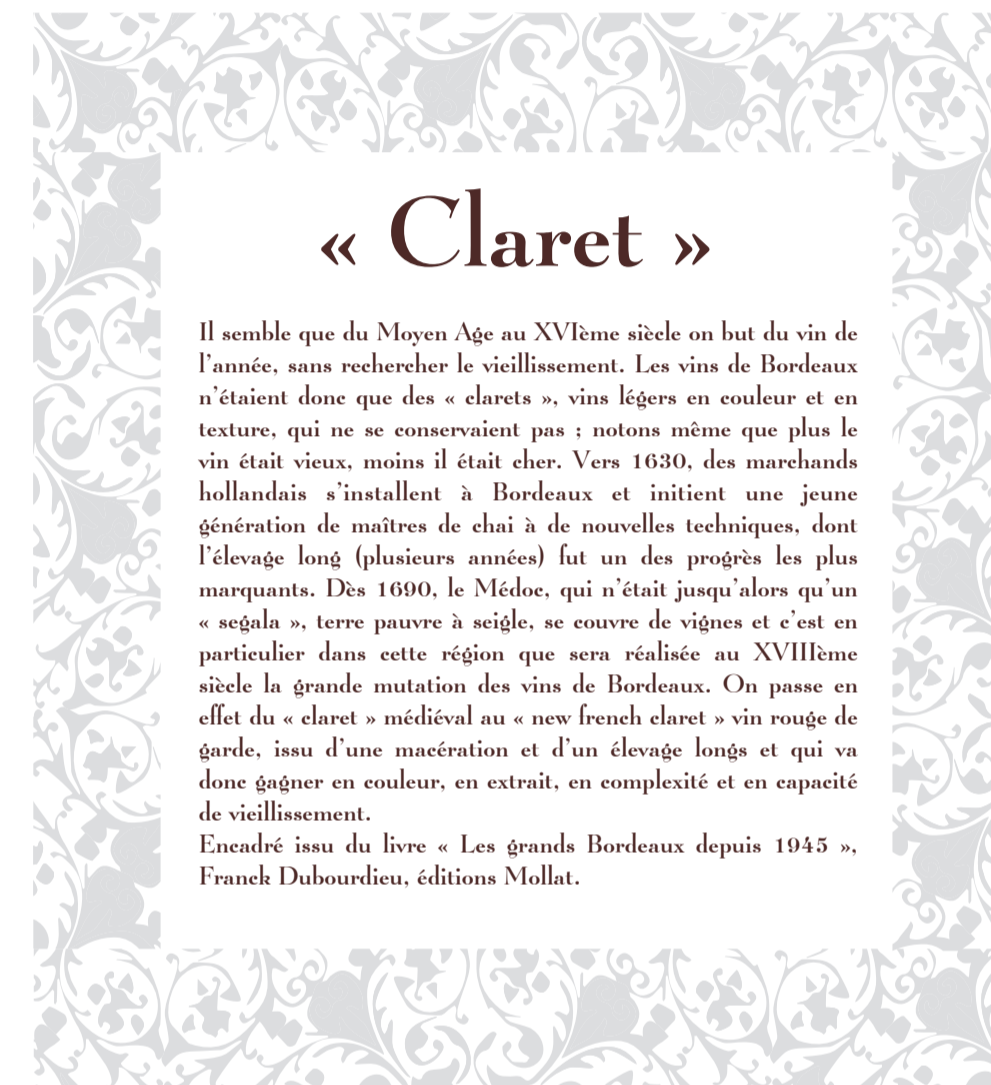 « Claret »
Il semble que du Moyen Age au XVIème siècle on but du vin de
l’année, sans rechercher le vieillissement. Les vins de Bordeaux
n’étaient donc que des « clarets », vins légers en couleur et en
texture, qui ne se conservaient pas ; notons même que plus le
vin était vieux, moins il était cher. Vers 1630, des marchands
hollandais s’installent à Bordeaux et initient une jeune
génération de maîtres de chai à de nouvelles techniques, dont
l’élevage long (plusieurs années) fut un des progrès les plus
marquants. Dès 1690, le Médoc, qui n’était jusqu’alors qu’un
« segala », terre pauvre à seigle, se couvre de vignes et c’est en
particulier dans cette région que sera réalisée au XVIIIème
siècle la grande mutation des vins de Bordeaux. On passe en
effet du « claret » médiéval au « new french claret » vin rouge de
garde, issu d’une macération et d’un élevage longs et qui va
donc gagner en couleur, en extrait, en complexité et en capacité
de vieillissement.
Encadré issu du livre « Les grands Bordeaux depuis 1945 »,
Franck Dubourdieu, éditions Mollat.